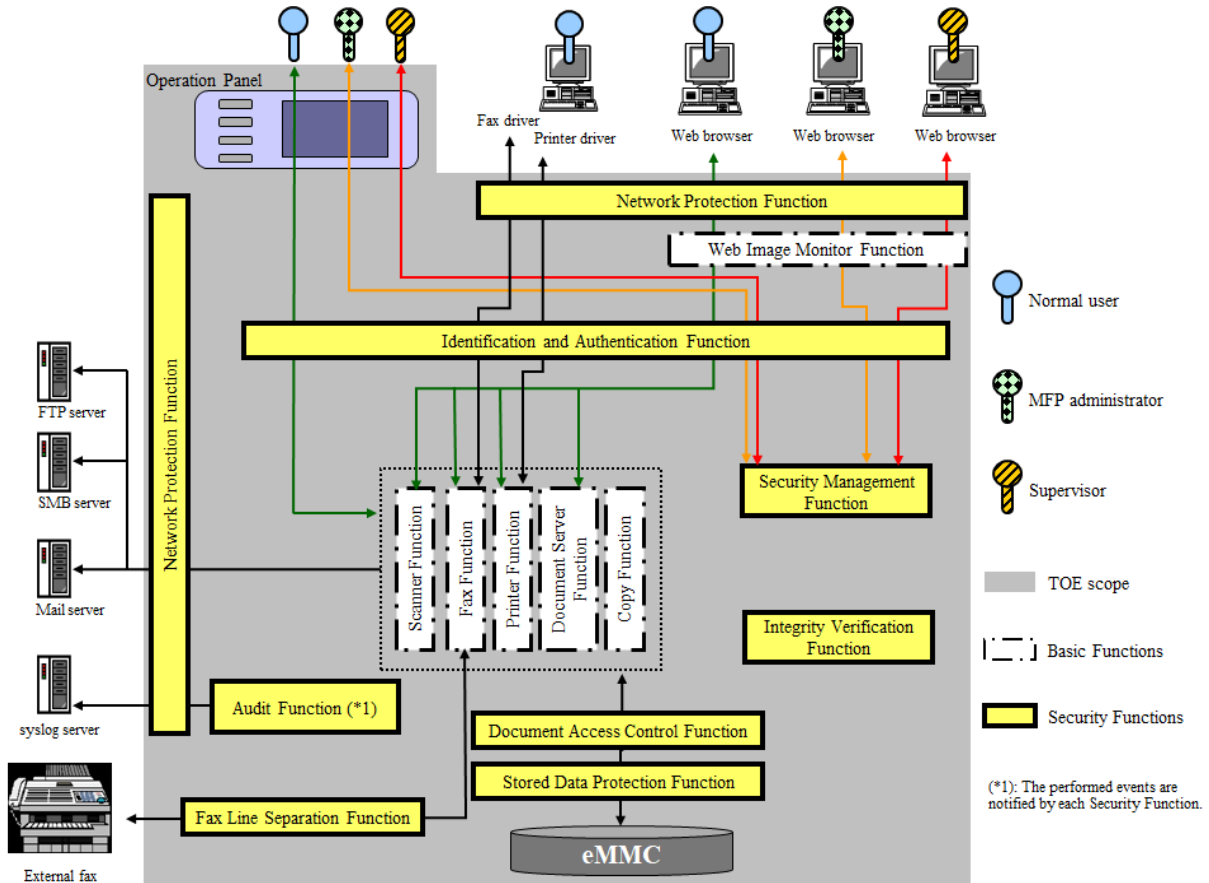 Operation Panel
Fax driver
Printer driver
Web browser
Web browser
Web browser
Network Protection Function
Web Image Monitor Function
Identification and Authentication Function
Network Protection Function
FTP server
SMB server
Mail server
syslog server
External fax
Scanner Function
Fax Function
Printer Function
Document Server
Function
Copy Function
Security Management
Function
Integrity Verification
Function
Audit Function (*1)
Document Access Control Function
Stored Data Protection Function
Fax Line Separation Function
eMMC
Normal user
MFP administrator
Supervisor
TOE scope
Basic Functions
Security Functions
(*1): The performed events are
notified by each Security Function.